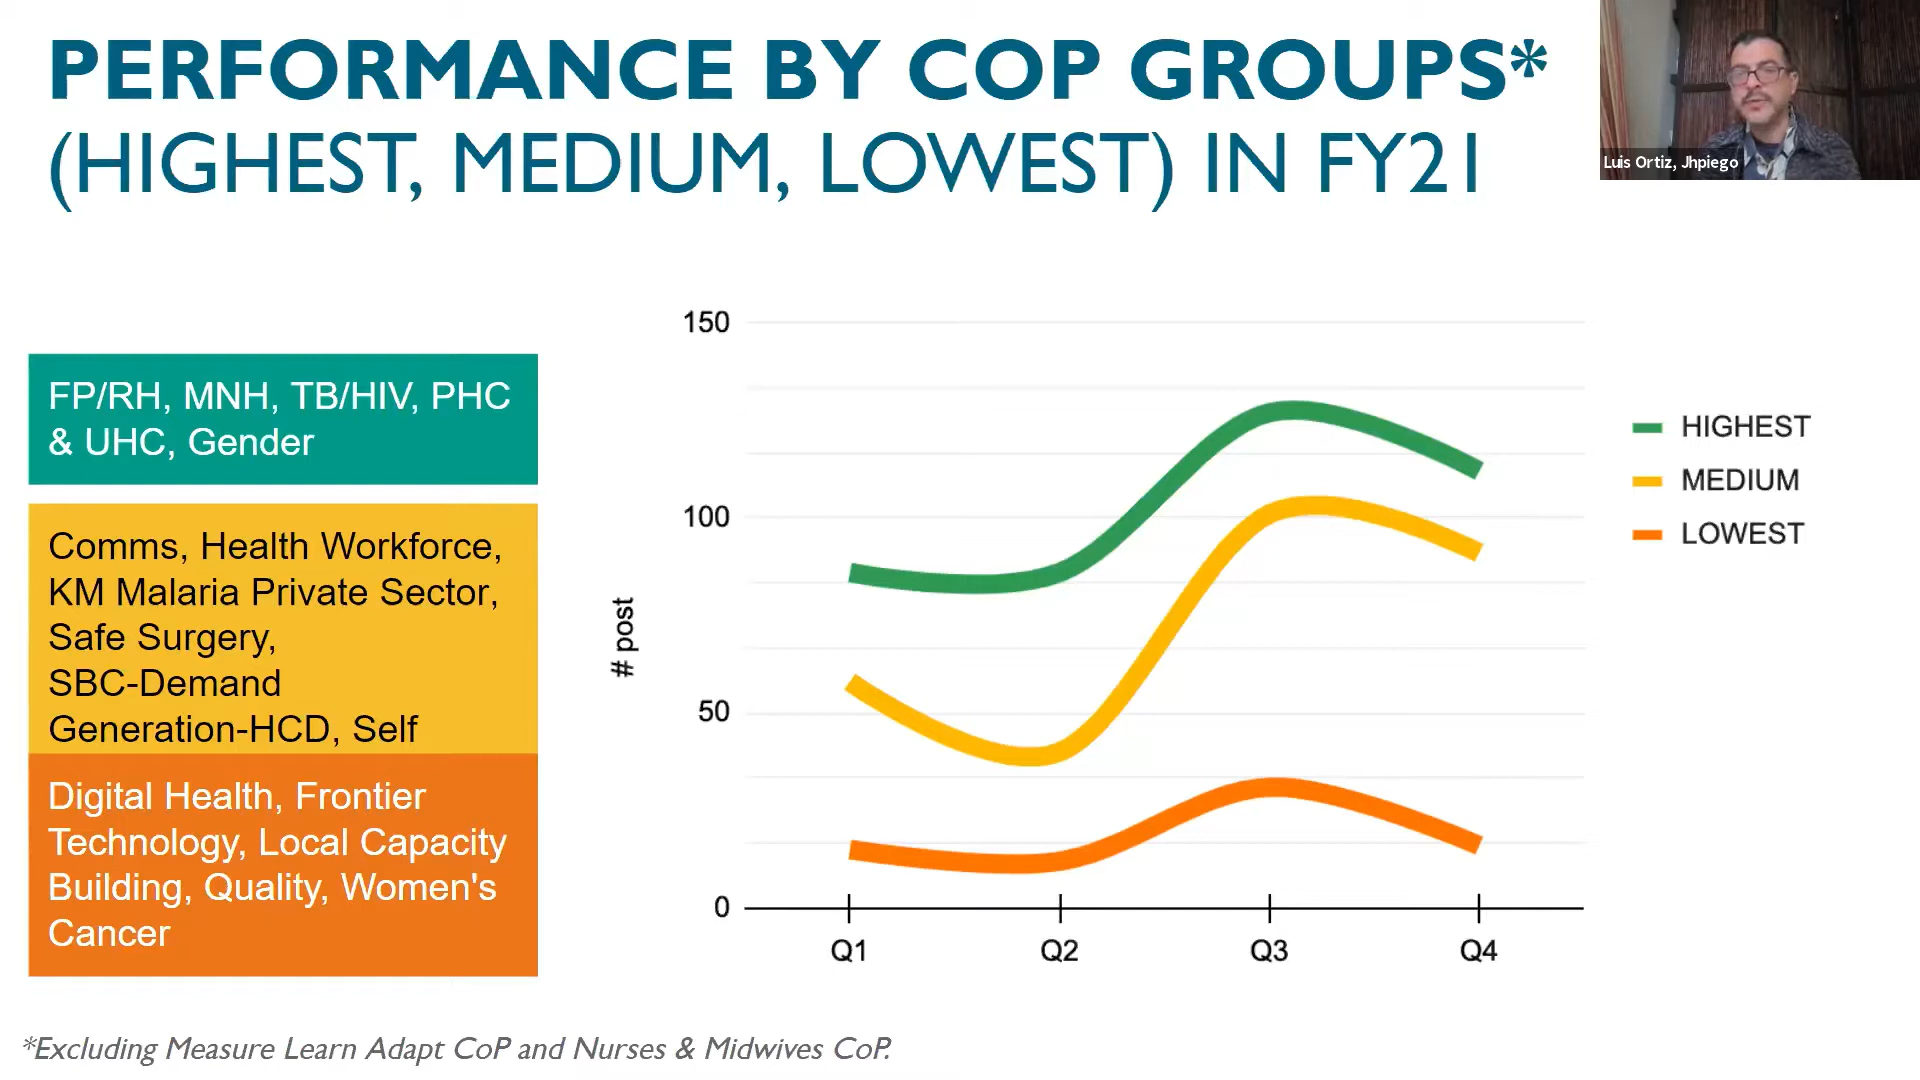 PERFORMANCE BY COP GROUPS*
(HIGHEST, MEDIUM, LOWEST) IN FY21
Luis Ortiz, Jhpiego
FP/RH, MNH, TB/HIV, PHC
& UHC, Gender
Comms, Health Workforce,
KM Malaria Private Sector,
Safe Surgery,
SBC-Demand
Generation-HCD, Self
Digital Health, Frontier
Technology, Local Capacity
Building, Quality, Women's
Cancer
# post
150
100
50
0
Q1
Q2
Q3
Q4
HIGHEST
MEDIUM
LOWEST
*Excluding Measure Learn Adapt CoP and Nurses & Midwives CoP.